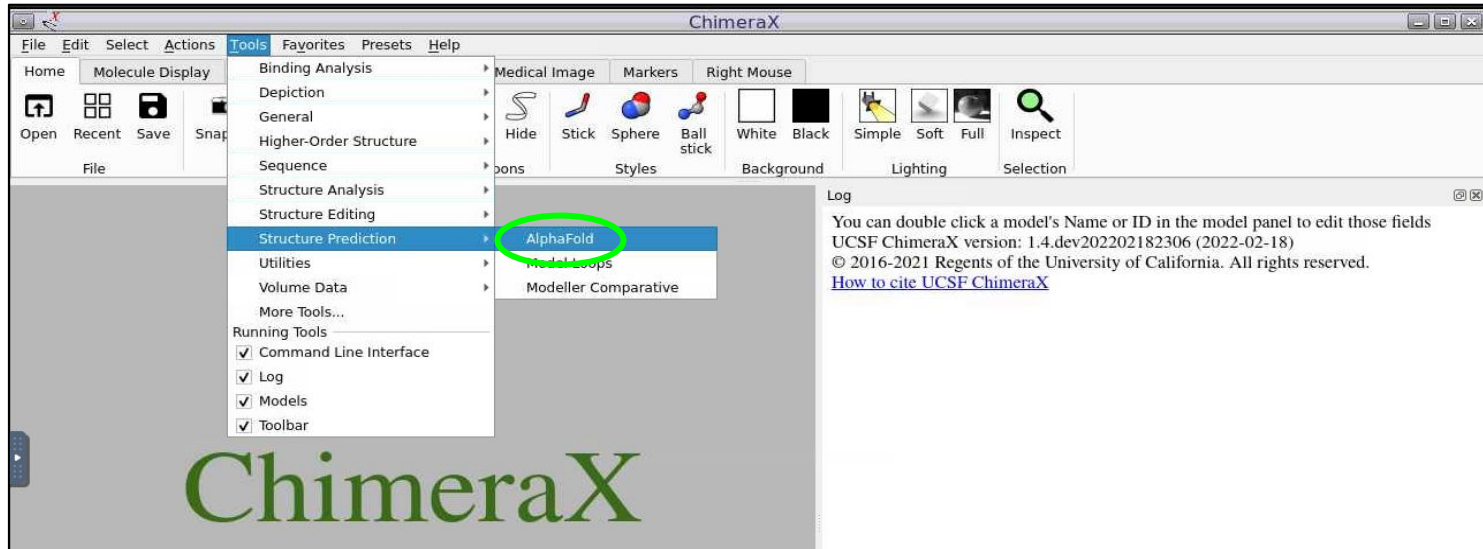 ChimeraX
File Edit Select Actions Tools Favorites Presets Help
Home Molecule Display Medical Image Markers Right Mouse
Open Recent Save Snap Hide Stick Sphere Ball stick White Black Simple Soft Full Inspect
File Styles Background Lighting Selection
Binding Analysis
Depiction
General
Higher-Order Structure
Sequence
Structure Analysis
Structure Editing
Structure Prediction
Utilities
Volume Data
More Tools...
Running Tools
Command Line Interface
Log
Models
Toolbar
AlphaFold
Model Loops
Modeller Comparative
Log
You can double click a model's Name or ID in the model panel to edit those fields
UCSF ChimeraX version: 1.4.dev202202182306 (2022-02-18)
© 2016-2021 Regents of the University of California. All rights reserved.
How to cite UCSF ChimeraX
ChimeraX